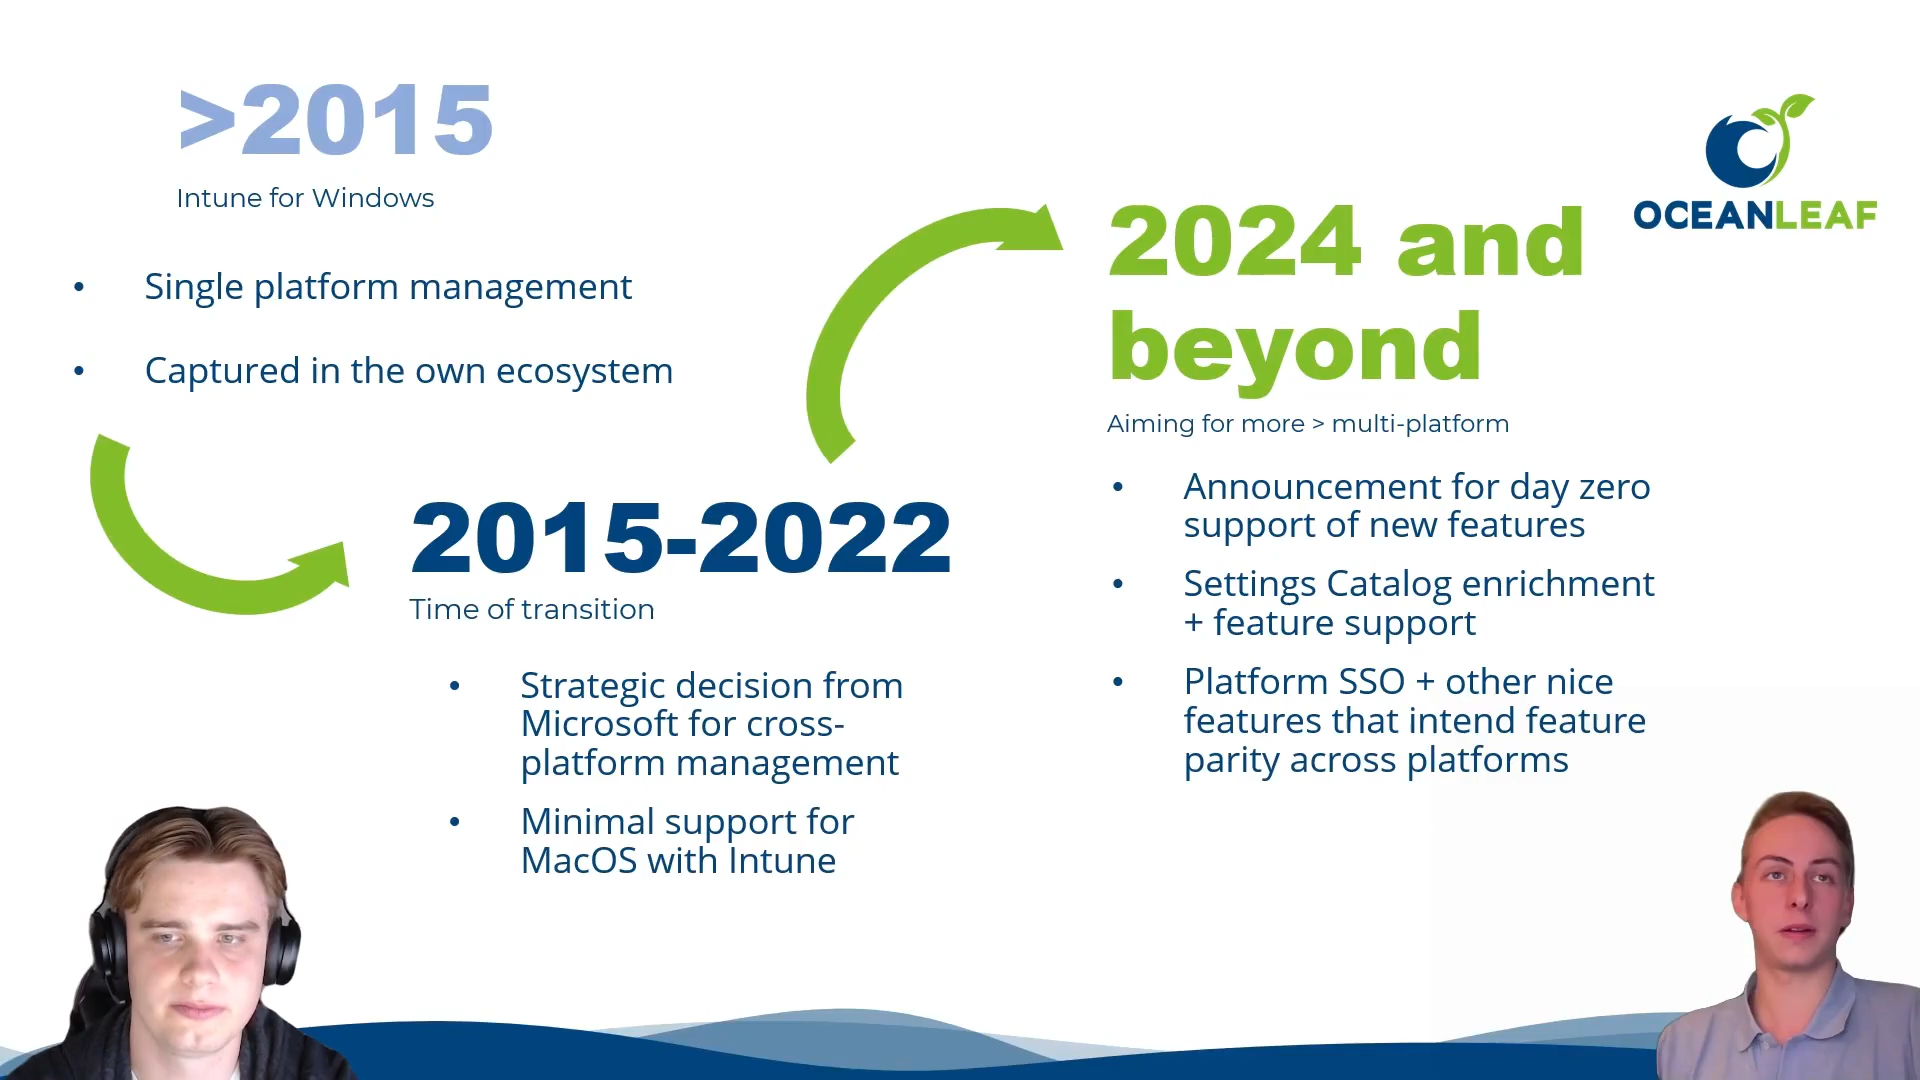 >2015
Intune for Windows
• Single platform management
• Captured in the own ecosystem
2015-2022
Time of transition
• Strategic decision from
Microsoft for cross-
platform management
• Minimal support for
MacOS with Intune
2024 and
beyond
Aiming for more > multi-platform
• Announcement for day zero
support of new features
• Settings Catalog enrichment
+ feature support
• Platform SSO + other nice
features that intend feature
parity across platforms
OCEANLEAF